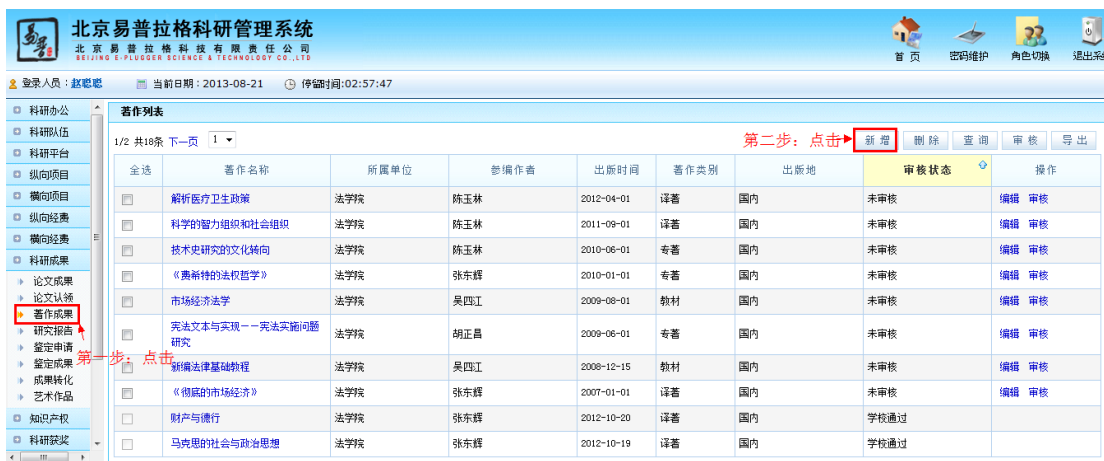 北京易普拉格科研管理系统
北京易普拉格科技有限责任公司
BEIJING E-PLUGGER SCIENCE & TECHNOLOGY CO.,LTD
首页 密码维护 角色切换 退出系
登录人员：赵聪聪 当前日期：2013-08-21 停留时间:02:57:47
科研办公
科研队伍
科研平台
纵向项目
横向项目
纵向经费
横向经费
科研成果
论文成果
论文认领
著作成果
研究报告
鉴定申请
鉴定成果
成果转化
艺术作品
知识产权
科研获奖
第一步：点击
著作列表
1/2 共18条 下一页 1
第二步：点击
新增 删除 查询 审核 导出
全选 著作名称 所属单位 参编作者 出版时间 著作类别 出版地 审核状态 操作
解析医疗卫生政策 法学院 陈玉林 2012-04-01 译著 国内 未审核 编辑 审核
科学的智力组织和社会组织 法学院 陈玉林 2011-09-01 译著 国内 未审核 编辑 审核
技术史研究的文化转向 法学院 陈玉林 2010-06-01 专著 国内 未审核 编辑 审核
《费希特的法权哲学》 法学院 张东辉 2010-01-01 专著 国内 未审核 编辑 审核
市场经济法学 法学院 吴四江 2009-08-01 教材 国内 未审核 编辑 审核
宪法文本与实现——宪法实施问题
研究 法学院 胡正昌 2009-06-01 专著 国内 未审核 编辑 审核
新编法律基础教程 法学院 吴四江 2008-12-15 教材 国内 未审核 编辑 审核
《彻底的市场经济》 法学院 张东辉 2007-01-01 译著 国内 未审核 编辑 审核
财产与德行 法学院 张东辉 2012-10-20 译著 国内 学校通过
马克思的社会与政治思想 法学院 张东辉 2012-10-19 译著 国内 学校通过